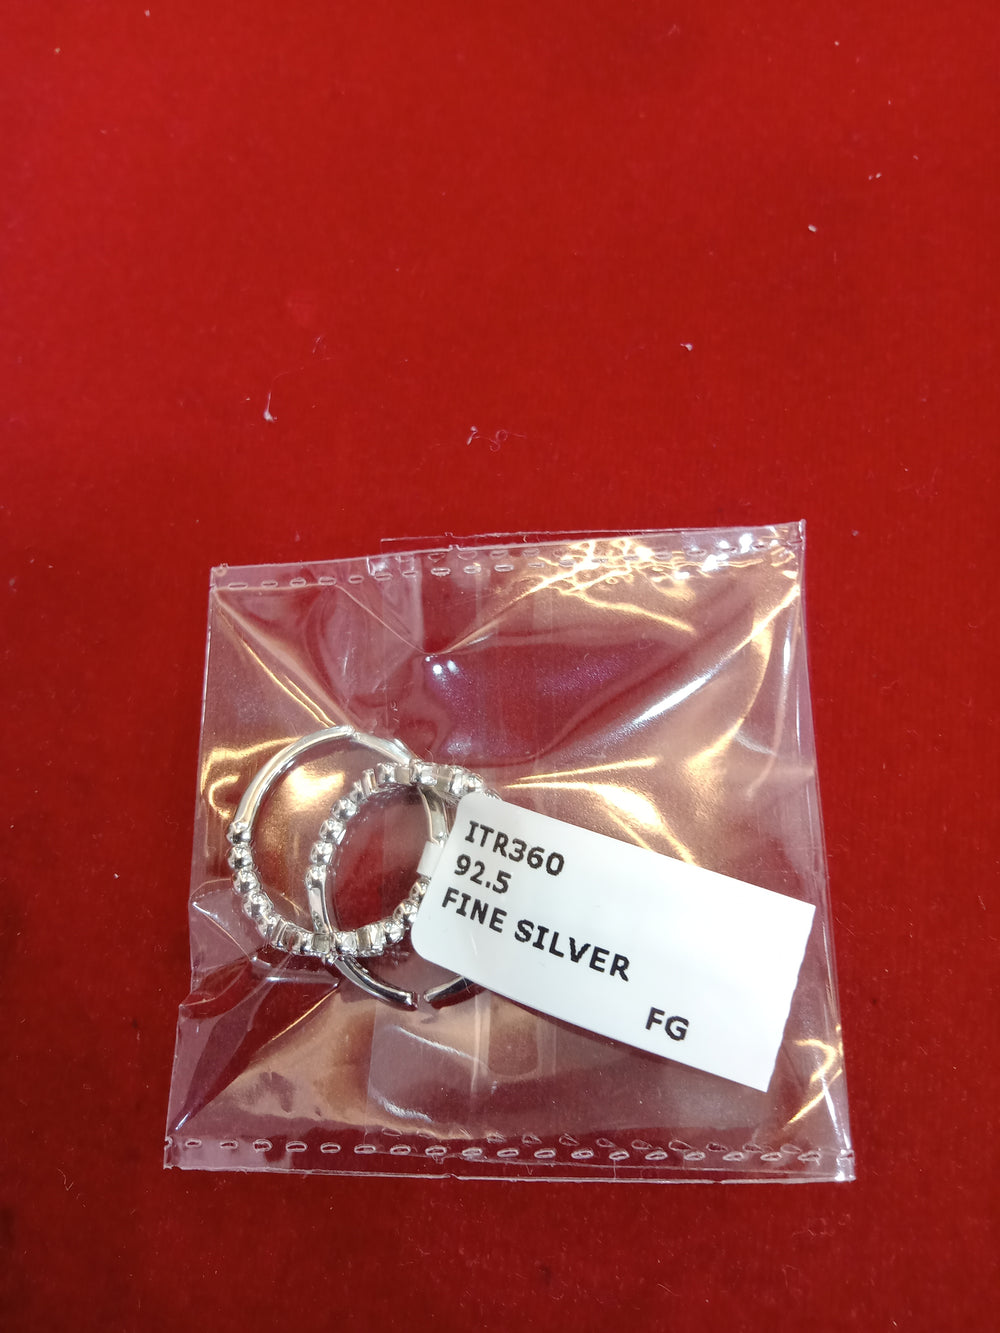 ITR360
92.5
FINE SILVER
FG